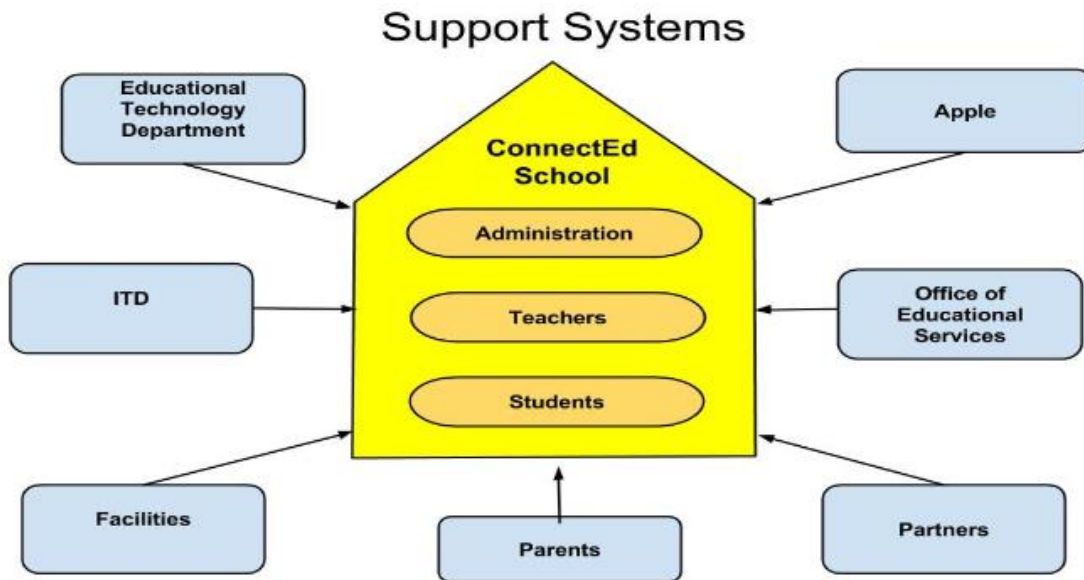 Support Systems
Educational
Technology
Department
Apple
ConnectEd
School
Administration
ITD
Teachers
Office of
Educational
Services
Students
Facilities
Parents
Partners